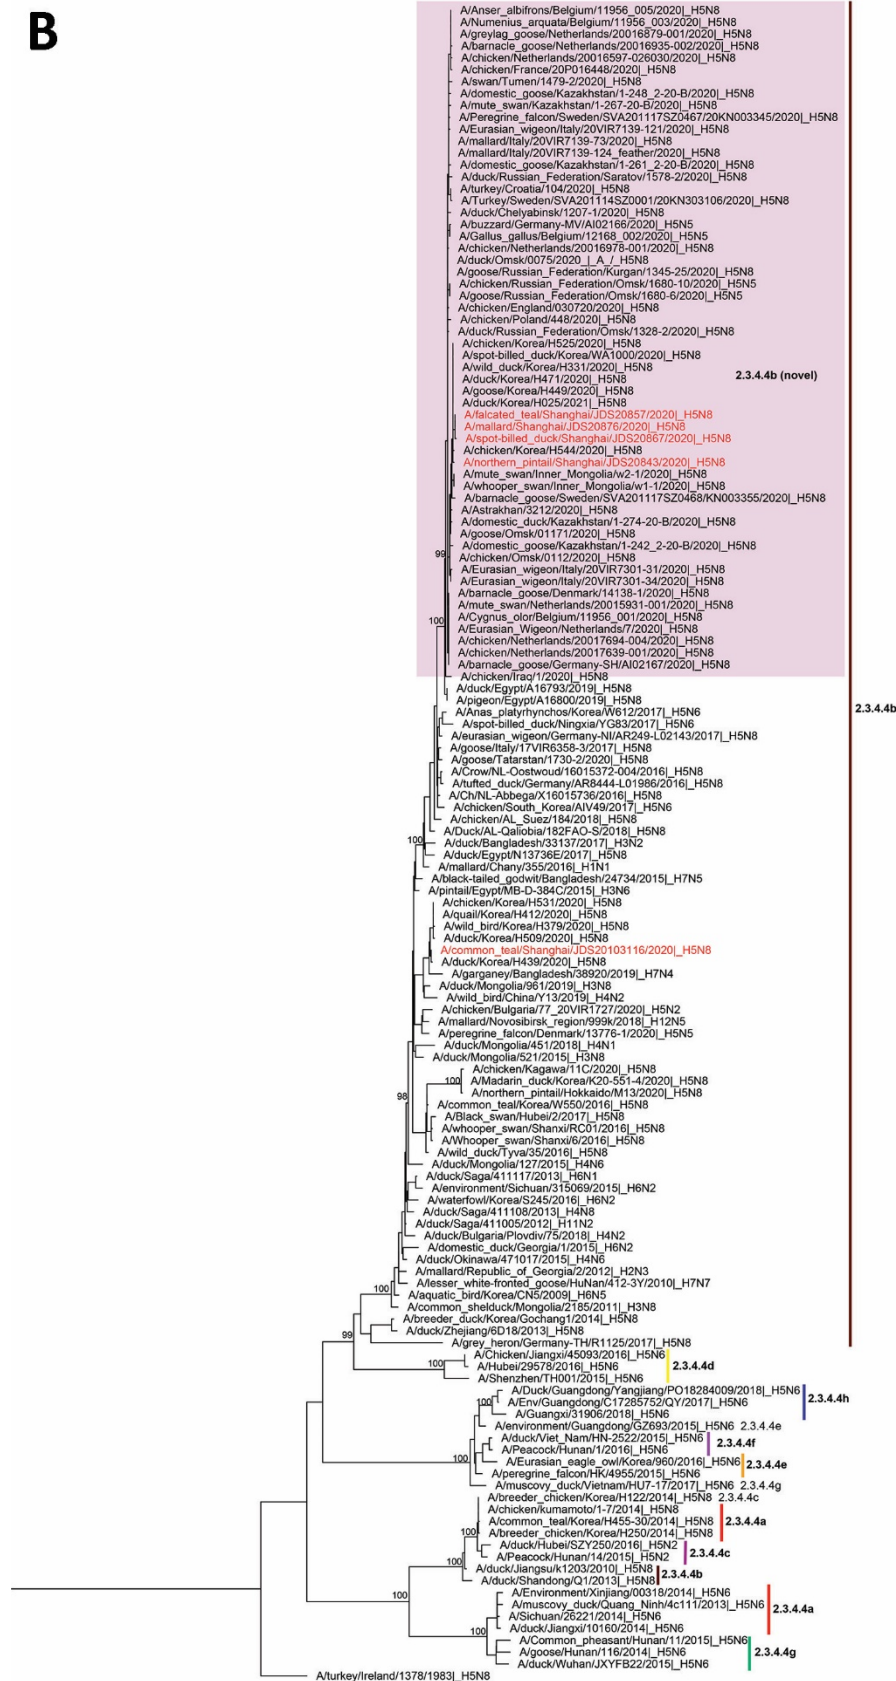 B
A/Anser_albifrons/Belgium/11956_005/2020|_H5N8
A/Numenius_arquata/Belgium/11956_003/2020|_H5N8
A/greylag_goose/Netherlands/20016879-001/2020|_H5N8
A/barnacle_goose/Netherlands/20016935-002/2020|_H5N8
A/chicken/Netherlands/20016597-026030/2020|_H5N8
A/chicken/France/20P016448/2020|_H5N8
A/swan/Tumen/1479-2/2020|_H5N8
A/domestic_goose/Kazakhstan/1-248_2-20-B/2020|_H5N8
A/mute_swan/Kazakhstan/1-267-20-B/2020|_H5N8
A/Peregrine_falcon/Sweden/SVA201117SZ0467/20KN003345/2020|_H5N8
A/Eurasian_wigeon/Italy/20VIR7139-121/2020|_H5N8
A/mallard/Italy/20VIR7139-73/2020|_H5N8
A/mallard/Italy/20VIR7139-124_feather/2020|_H5N8
A/domestic_goose/Kazakhstan/1-261_2-20-B/2020|_H5N8
A/duck/Russian_Federation/Saratov/1578-2/2020|_H5N8
A/turkey/Croatia/104/2020|_H5N8
A/Turkey/Sweden/SVA201114SZ0001/20KN303106/2020|_H5N8
A/duck/Chelyabinsk/1207-1/2020|_H5N8
A/buzzard/Germany-MV/AI02166/2020|_H5N5
A/Gallus_gallus/Belgium/12168_002/2020|_H5N5
A/chicken/Netherlands/20016978-001/2020|_H5N8
A/duck/Omsk/0075/2020_|_A_/_H5N8
A/goose/Russian_Federation/Kurgan/1345-25/2020|_H5N8
A/chicken/Russian_Federation/Omsk/1680-10/2020|_H5N5
A/goose/Russian_Federation/Omsk/1680-6/2020|_H5N5
A/chicken/England/030720/2020|_H5N8
A/chicken/Poland/448/2020|_H5N8
A/duck/Russian_Federation/Omsk/1328-2/2020|_H5N8
A/chicken/Korea/H525/2020|_H5N8
A/spot-billed_duck/Korea/WA1000/2020|_H5N8
A/wild_duck/Korea/H331/2020|_H5N8
A/duck/Korea/H471/2020|_H5N8 2.3.4.4b (novel)
A/goose/Korea/H449/2020|_H5N8
A/duck/Korea/H025/2021|_H5N8
A/falcated_teal/Shanghai/JDS20857/2020|_H5N8
A/mallard/Shanghai/JDS20876/2020|_H5N8
A/spot-billed_duck/Shanghai/JDS20867/2020|_H5N8
A/chicken/Korea/H544/2020|_H5N8
A/northern_pintail/Shanghai/JDS20843/2020|_H5N8
A/mute_swan/Inner_Mongolia/w2-1/2020|_H5N8
A/whooper_swan/Inner_Mongolia/w1-1/2020|_H5N8
A/barnacle_goose/Sweden/SVA201117SZ0468/KN003355/2020|_H5N8
A/Astrakhan/3212/2020|_H5N8
A/domestic_duck/Kazakhstan/1-274-20-B/2020|_H5N8
A/goose/Omsk/01171/2020|_H5N8
A/domestic_goose/Kazakhstan/1-242_2-20-B/2020|_H5N8
99 A/chicken/Omsk/0112/2020|_H5N8
A/Eurasian_wigeon/Italy/20VIR7301-31/2020|_H5N8
A/Eurasian_wigeon/Italy/20VIR7301-34/2020|_H5N8
A/barnacle_goose/Denmark/14138-1/2020|_H5N8
A/mute_swan/Netherlands/20015931-001/2020|_H5N8
100 A/Cygnus_olor/Belgium/11956_001/2020|_H5N8
A/Eurasian_Wigeon/Netherlands/7/2020|_H5N8
A/chicken/Netherlands/20017694-004/2020|_H5N8
A/chicken/Netherlands/20017639-001/2020|_H5N8
A/barnacle_goose/Germany-SH/AI02167/2020|_H5N8
A/chicken/Iraq/1/2020|_H5N8
A/duck/Egypt/A16793/2019|_H5N8
A/pigeon/Egypt/A16800/2019|_H5N8
A/Anas_platyrhynchos/Korea/W612/2017|_H5N6 2.3.4.4b
A/spot-billed_duck/Ningxia/YG83/2017|_H5N6
A/eurasian_wigeon/Germany-NI/AR249-L02143/2017|_H5N8
A/goose/Italy/17VIR6358-3/2017|_H5N8
A/goose/Tatarstan/1730-2/2020|_H5N8
A/Crow/NL-Oostwoud/16015372-004/2016|_H5N8
A/tufted_duck/Germany/AR8444-L01986/2016|_H5N8
A/Ch/NL-Abbega/X16015736/2016|_H5N8
A/chicken/South_Korea/AIV49/2017|_H5N6
A/chicken/AL_Suez/184/2018|_H5N8
A/Duck/AL-Qaliobia/182FAO-S/2018|_H5N8
100 A/duck/Bangladesh/33137/2017|_H3N2
A/duck/Egypt/N13736E/2017|_H5N8
A/mallard/Chany/355/2016|_H1N1
A/black-tailed_godwit/Bangladesh/24734/2015|_H7N5
A/pintail/Egypt/MB-D-384C/2015|_H3N6
A/chicken/Korea/H531/2020|_H5N8
A/quail/Korea/H412/2020|_H5N8
A/wild_bird/Korea/H379/2020|_H5N8
A/duck/Korea/H509/2020|_H5N8
A/common_teal/Shanghai/JDS20103116/2020|_H5N8
A/duck/Korea/H439/2020|_H5N8
A/garganey/Bangladesh/38920/2019|_H7N4
A/duck/Mongolia/961/2019|_H3N8
A/wild_bird/China/Y13/2019|_H4N2
A/chicken/Bulgaria/77_20VIR1727/2020|_H5N2
A/mallard/Novosibirsk_region/999k/2018|_H12N5
A/peregrine_falcon/Denmark/13776-1/2020|_H5N5
A/duck/Mongolia/451/2018|_H4N1
A/duck/Mongolia/521/2015|_H3N8
A/chicken/Kagawa/11C/2020|_H5N8
100 A/Madarin_duck/Korea/K20-551-4/2020|_H5N8
A/northern_pintail/Hokkaido/M13/2020|_H5N8
98 A/common_teal/Korea/W550/2016|_H5N8
A/Black_swan/Hubei/2/2017|_H5N8
A/whooper_swan/Shanxi/RC01/2016|_H5N8
A/Whooper_swan/Shanxi/6/2016|_H5N8
A/wild_duck/Tyva/35/2016|_H5N8
A/duck/Mongolia/127/2015|_H4N6
A/duck/Saga/411117/2013|_H6N1
A/environment/Sichuan/315069/2015|_H6N2
A/waterfowl/Korea/S245/2016|_H6N2
A/duck/Saga/411108/2013|_H4N8
A/duck/Saga/411005/2012|_H11N2
A/duck/Bulgaria/Plovdiv/75/2018|_H4N2
A/domestic_duck/Georgia/1/2015|_H6N2
A/duck/Okinawa/471017/2015|_H4N6
A/mallard/Republic_of_Georgia/2/2012|_H2N3
A/lesser_white-fronted_goose/HuNan/412-3Y/2010|_H7N7
100 A/aquatic_bird/Korea/CN5/2009|_H6N5
A/common_shelduck/Mongolia/2185/2011|_H3N8
A/breeder_duck/Korea/Gochang1/2014|_H5N8
A/duck/Zhejiang/6D18/2013|_H5N8
99 A/grey_heron/Germany-TH/R1125/2017|_H5N8
A/Chicken/Jiangxi/45093/2016|_H5N6
100 A/Hubei/29578/2016|_H5N6 2.3.4.4d
A/Shenzhen/TH001/2015|_H5N6
A/Duck/Guangdong/Yangjiang/PO18284009/2018|_H5N6
100 A/Env/Guangdong/C17285752/QY/2017|_H5N6 2.3.4.4h
A/Guangxi/31906/2018|_H5N6
A/environment/Guangdong/GZ693/2015|_H5N6 2.3.4.4e
A/duck/Viet_Nam/HN-2522/2015|_H5N6
A/Peacock/Hunan/1/2016|_H5N6 2.3.4.4f
100 A/Eurasian_eagle_owl/Korea/960/2016|_H5N6 2.3.4.4e
A/peregrine_falcon/HK/4955/2015|_H5N6
A/muscovy_duck/Vietnam/HU7-17/2017|_H5N6 2.3.4.4g
A/breeder_chicken/Korea/H122/2014|_H5N8 2.3.4.4c
A/chicken/kumamoto/1-7/2014|_H5N8
A/common_teal/Korea/H455-30/2014|_H5N8 2.3.4.4a
100 A/breeder_chicken/Korea/H250/2014|_H5N8
A/duck/Hubei/SZY250/2016|_H5N2
A/Peacock/Hunan/14/2015|_H5N2 2.3.4.4c
100 A/duck/Jiangsu/k1203/2010|_H5N8
A/duck/Shandong/Q1/2013|_H5N8 2.3.4.4b
100 A/Environment/Xinjiang/00318/2014|_H5N6
A/muscovy_duck/Quang_Ninh/4c111/2013|_H5N6
A/Sichuan/26221/2014|_H5N6 2.3.4.4a
100 A/duck/Jiangxi/10160/2014|_H5N6
A/Common_pheasant/Hunan/11/2015|_H5N6
A/goose/Hunan/116/2014|_H5N6 2.3.4.4g
A/duck/Wuhan/JXYFB22/2015|_H5N6
A/turkey/Ireland/1378/1983|_H5N8